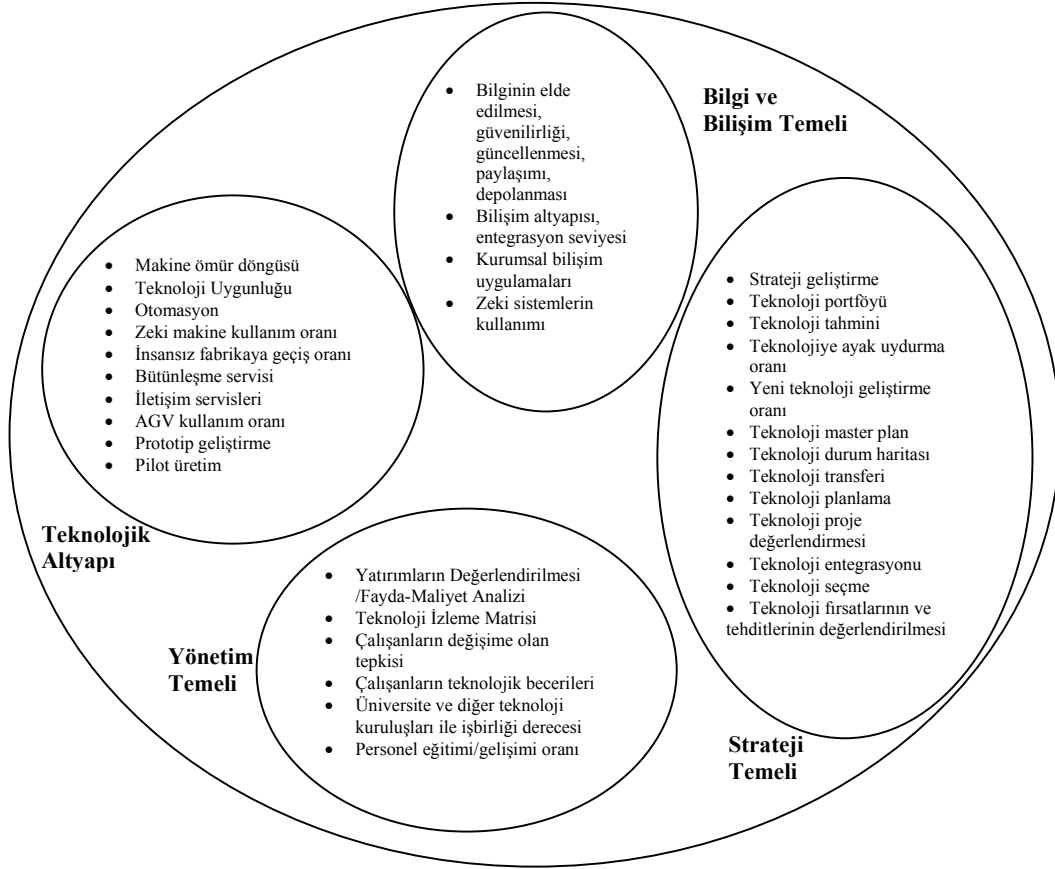 • Bilginin elde
edilmesi,
güvenilirliği,
güncellenmesi,
paylaşımı,
depolanması
• Bilişim altyapısı,
entegrasyon seviyesi
• Kurumsal bilişim
uygulamaları
• Zeki sistemlerin
kullanımı
Bilgi ve
Bilişim Temeli
• Makine ömür döngüsü
• Teknoloji Uygunluğu
• Otomasyon
• Zeki makine kullanım oranı
• İnsansız fabrikaya geçiş oranı
• Bütünleşme servisi
• İletişim servisleri
• AGV kullanım oranı
• Prototip geliştirme
• Pilot üretim
Teknolojik
Altyapı
• Strateji geliştirme
• Teknoloji portföyü
• Teknoloji tahmini
• Teknolojiye ayak uydurma
oranı
• Yeni teknoloji geliştirme
oranı
• Teknoloji master plan
• Teknoloji durum haritası
• Teknoloji transferi
• Teknoloji planlama
• Teknoloji proje
değerlendirmesi
• Teknoloji entegrasyonu
• Teknoloji seçme
• Teknoloji fırsatlarının ve
tehditlerinin değerlendirilmesi
Strateji
Temeli
Yönetim
Temeli
• Yatırımların Değerlendirilmesi
/Fayda-Maliyet Analizi
• Teknoloji İzleme Matrisi
• Çalışanların değişime olan
tepkisi
• Çalışanların teknolojik becerileri
• Üniversite ve diğer teknoloji
kuruluşları ile işbirliği derecesi
• Personel eğitimi/gelişimi oranı